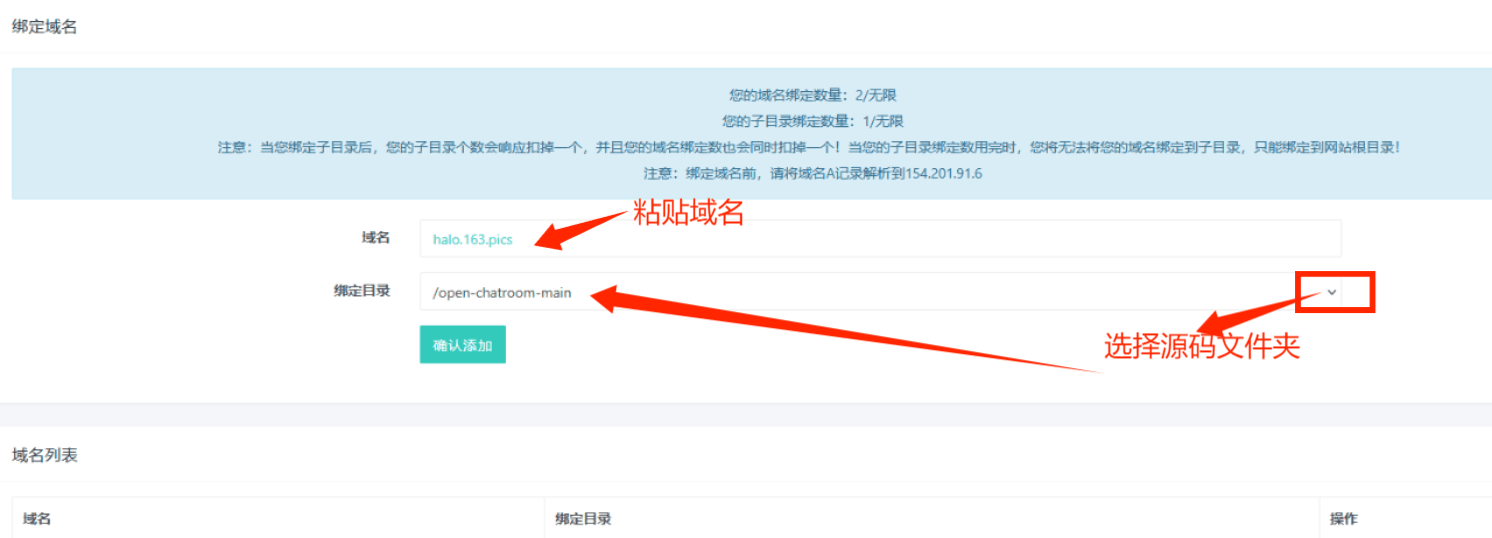 绑定域名
您的域名绑定数量：2/无限
您的子目录绑定数量：1/无限
注意：当您绑定子目录后，您的子目录个数会响应扣掉一个，并且您的域名绑定数也会同时扣掉一个！当您的子目录绑定数用完时，您将无法将您的域名绑定到子目录，只能绑定到网站根目录！
注意：绑定域名前，请将域名A记录解析到154.201.91.6
粘贴域名
域名 halo.163.pics
绑定目录 /open-chatroom-main
选择源码文件夹
确认添加
域名列表
域名 绑定目录 操作